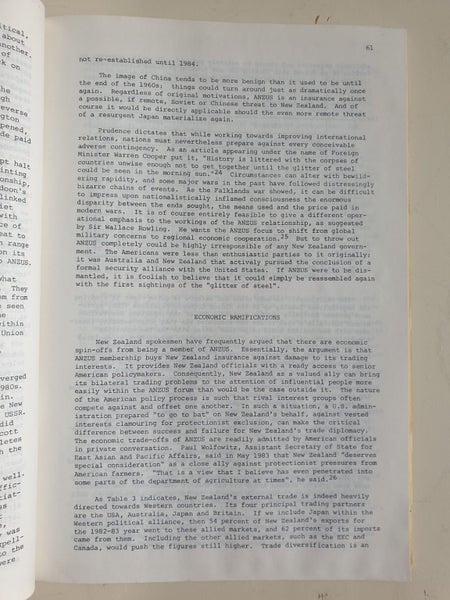 61
not re-established until 1984.
The image of China tends to be more benign than it used to be until
the end of the 1960s; things could turn around just as dramatically once
again. Regardless of original motivations, ANZUS is an insurance against
a possible, if remote, Soviet or Chinese threat to New Zealand. And of
course it would be directly applicable should the even more remote threat
of a resurgent Japan materialize again.
Prudence dictates that while working towards improving international
relations, nations must nevertheless prepare against every conceivable
adverse contingency. As an article appearing under the name of Foreign
Minister Warren Cooper put it, "History is littered with the corpses of
countries unwise enough not to get together until the glitter of steel
could be seen in the morning sun."24 Circumstances can alter with bewild-
ering rapidity, and some major wars in the past have followed distressingly
bizarre chains of events. As the Falklands war showed, it can be difficult
to impress upon nationalistically inflamed consciousness the enormous
disparity between the ends sought, the means used and the price paid in
modern wars. It is of course entirely feasible to give a different oper-
ational emphasis to the workings of the ANZUS relationship, as suggested
by Sir Wallace Rowling. He wants the ANZUS focus to shift from global
military concerns to regional economic cooperation.25 But to throw out
ANZUS completely could be highly irresponsible of any New Zealand govern-
ment. The Americans were less than enthusiastic parties to it originally;
it was Australia and New Zealand that actively pursued the conclusion of a
formal security alliance with the United States. If ANZUS were to be dis-
mantled, it is foolish to believe that it could simply be reassembled again
with the first sightings of the "glitter of steel".
ECONOMIC RAMIFICATIONS
New Zealand spokesmen have frequently argued that there are economic
spin-offs from being a member of ANZUS. Essentially, the argument is that
ANZUS membership buys New Zealand insurance against damage to its trading
interests. It provides New Zealand officials with a ready access to senior
American policymakers. Consequently, New Zealand as a valued ally can bring
its bilateral trading problems to the attention of influential people more
easily within the ANZUS forum than would be the case outside it. The nature
of the American policy process is such that rival interest groups often
compete against and offset one another. In such a situation, a U.S. admin-
istration prepared "to go to bat" on New Zealand's behalf, against vested
interests clamouring for protectionist exclusion, can make the critical
difference between success and failure for New Zealand's trade diplomacy.
The economic trade-offs of ANZUS are readily admitted by American officials
in private conversation. Paul Wolfowitz, Assistant Secretary of State for
East Asian and Pacific Affairs, said in May 1983 that New Zealand "deserves
special consideration" as a close ally against protectionist pressures from
American farmers. "That is a view that I believe has even penetrated into
some parts of the department of agriculture at times", he said.26
As Table 3 indicates, New Zealand's external trade is indeed heavily
directed towards Western countries. Its four principal trading partners
are the USA, Australia, Japan and Britain. If we include Japan within the
Western political alliance, then 54 percent of New Zealand's exports for
the 1982-83 year went to these allied markets, and 62 percent of its imports
came from them. Including the other allied markets, such as the EEC and
Canada, would push the figures still higher. Trade diversification is an